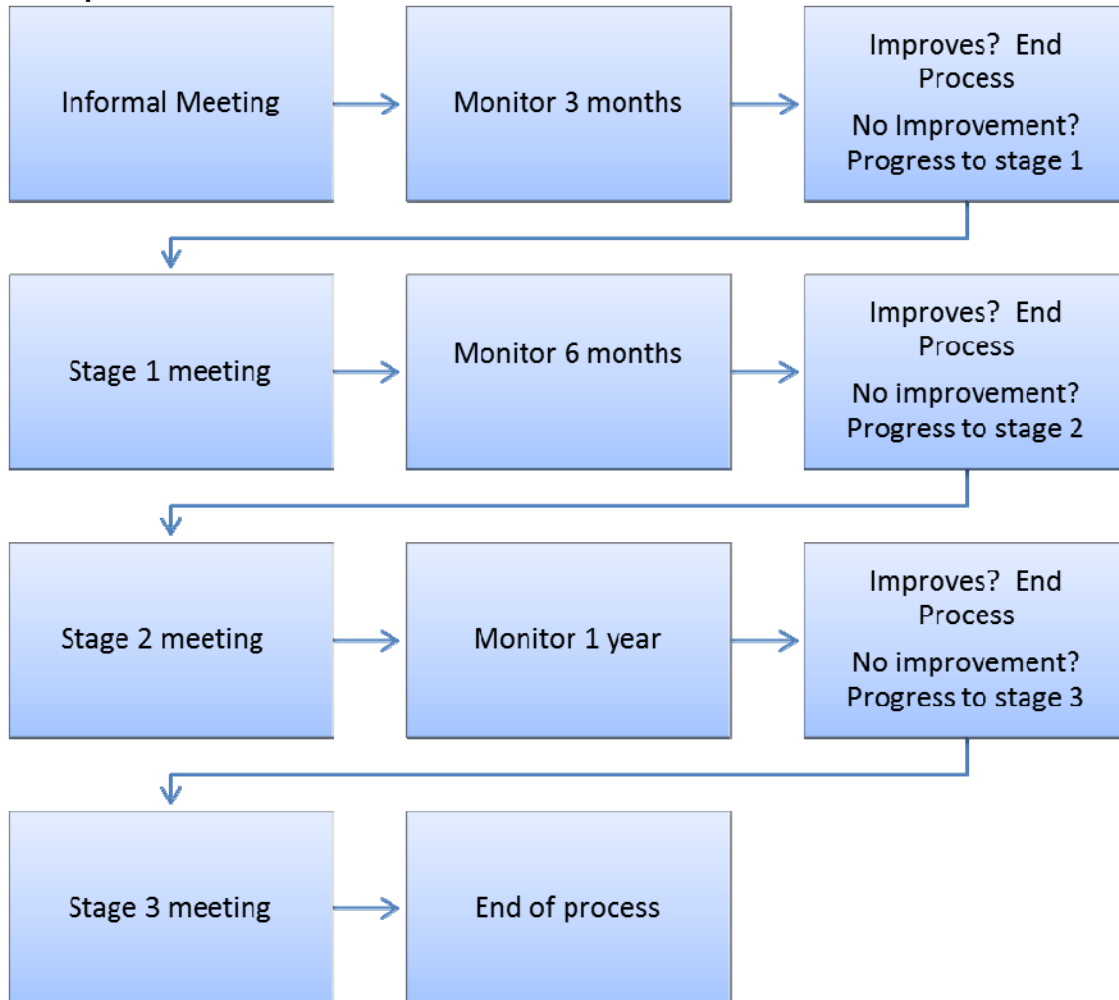 Informal Meeting
Monitor 3 months
Improves?  End
Process
No Improvement?
Progress to stage 1
Stage 1 meeting
Monitor 6 months
Improves?  End
Process
No improvement?
Progress to stage 2
Stage 2 meeting
Monitor 1 year
Improves?  End
Process
No improvement?
Progress to stage 3
Stage 3 meeting
End of process